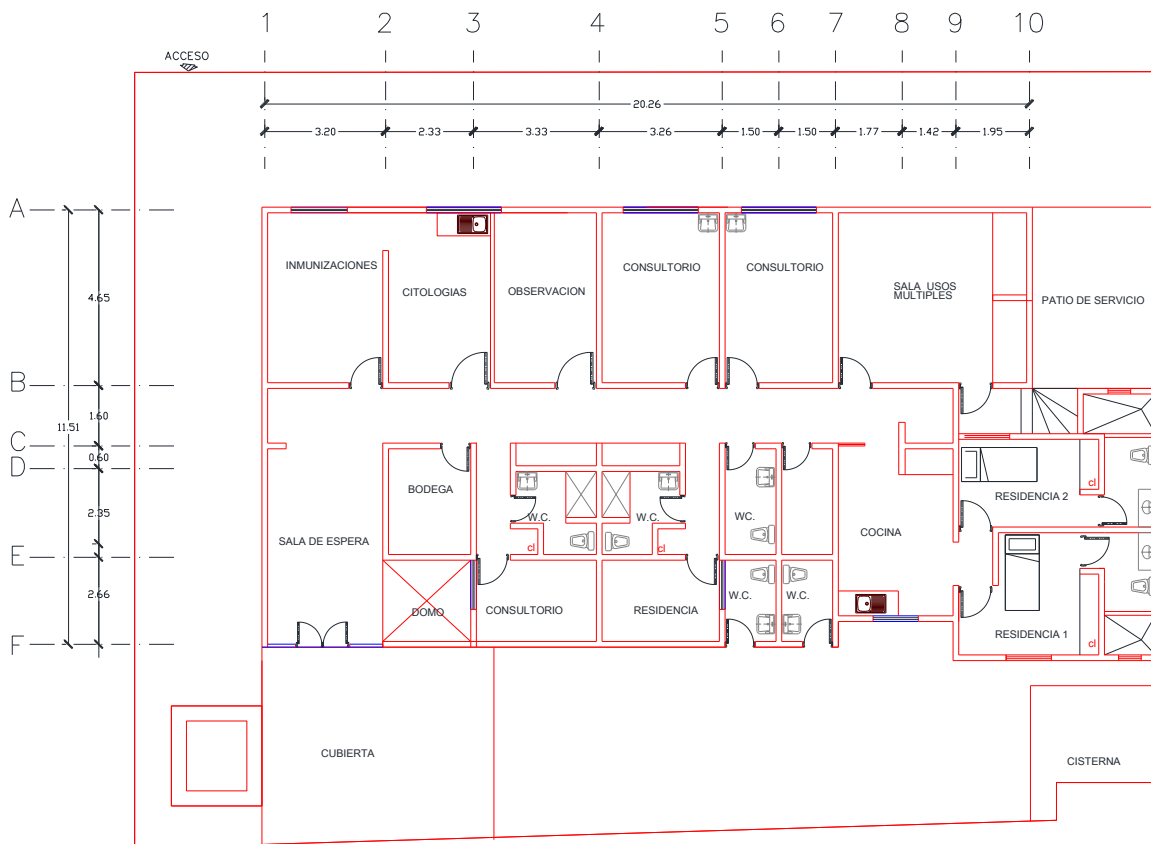 1 2 3 4 5 6 7 8 9 10
ACCESO
20.26
3.20 2.33 3.33 3.26 1.50 1.50 1.77 1.42 1.95
A
B
C
D
E
F
11.51
4.65
1.60
0.60
2.35
2.66
INMUNIZACIONES
CITOLOGIAS
OBSERVACION
CONSULTORIO
CONSULTORIO
SALA USOS
MULTIPLES
PATIO DE SERVICIO
BODEGA
SALA DE ESPERA
W.C.
cl
W.C.
cl
WC.
COCINA
RESIDENCIA 2
cl
DOMO
CONSULTORIO
RESIDENCIA
W.C.
W.C.
RESIDENCIA 1
cl
CUBIERTA
CISTERNA